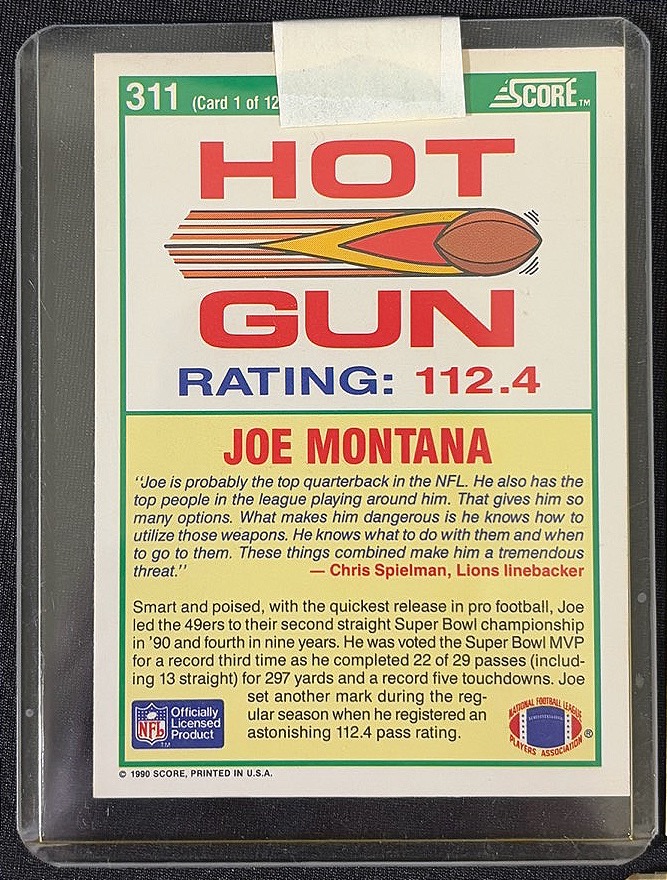 311 (Card 1 of 12
SCORE™
HOT
GUN
RATING: 112.4
JOE MONTANA
"Joe is probably the top quarterback in the NFL. He also has the
top people in the league playing around him. That gives him so
many options. What makes him dangerous is he knows how to
utilize those weapons. He knows what to do with them and when
to go to them. These things combined make him a tremendous
threat." — Chris Spielman, Lions linebacker
Smart and poised, with the quickest release in pro football, Joe
led the 49ers to their second straight Super Bowl championship
in '90 and fourth in nine years. He was voted the Super Bowl MVP
for a record third time as he completed 22 of 29 passes (includ-
ing 13 straight) for 297 yards and a record five touchdowns. Joe
set another mark during the reg-
ular season when he registered an
astonishing 112.4 pass rating.
NFL
TM
Officially
Licensed
Product
NATIONAL FOOTBALL LEAGUE
PLAYERS ASSOCIATION
®
© 1990 SCORE, PRINTED IN U.S.A.